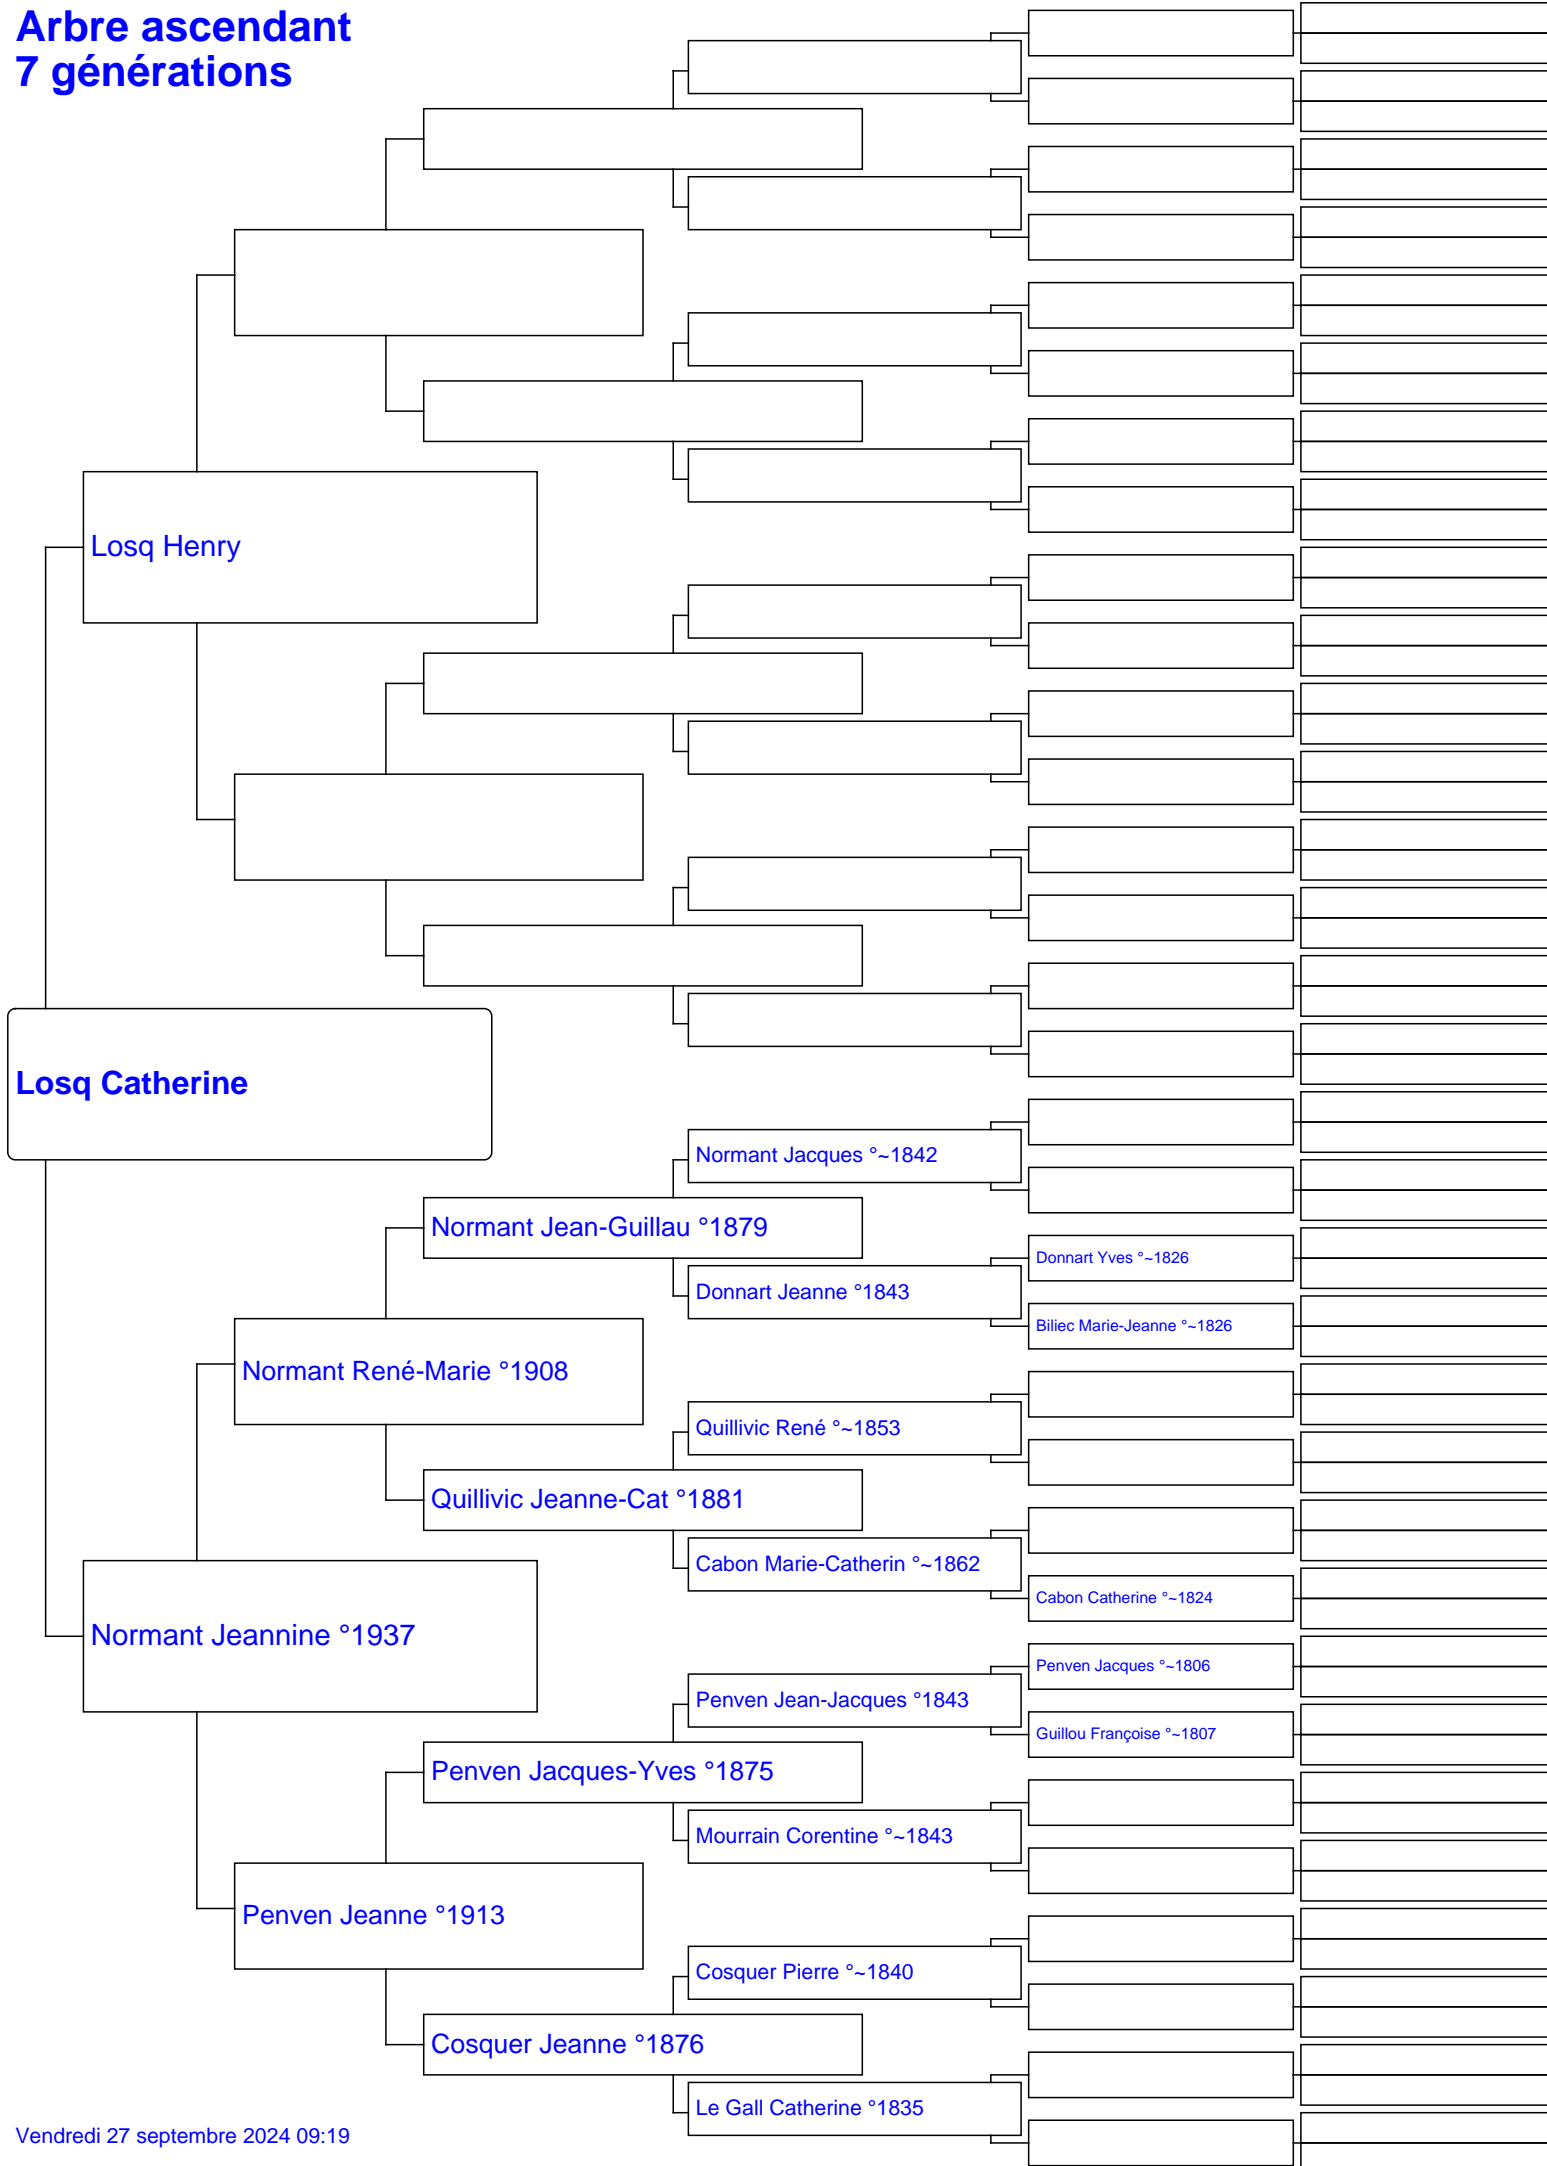 Arbre ascendant
7 générations
Losq Henry
Losq Catherine
Normant Jacques °~1842
Normant Jean-Guillau °1879
Donnart Yves °~1826
Donnart Jeanne °1843
Biliec Marie-Jeanne °~1826
Normant René-Marie °1908
Quillivic René °~1853
Quillivic Jeanne-Cat °1881
Cabon Marie-Catherin °~1862
Cabon Catherine °~1824
Normant Jeannine °1937
Penven Jacques °~1806
Penven Jean-Jacques °1843
Guillou Françoise °~1807
Penven Jacques-Yves °1875
Mourrain Corentine °~1843
Penven Jeanne °1913
Cosquer Pierre °~1840
Cosquer Jeanne °1876
Le Gall Catherine °1835
Vendredi 27 septembre 2024 09:19